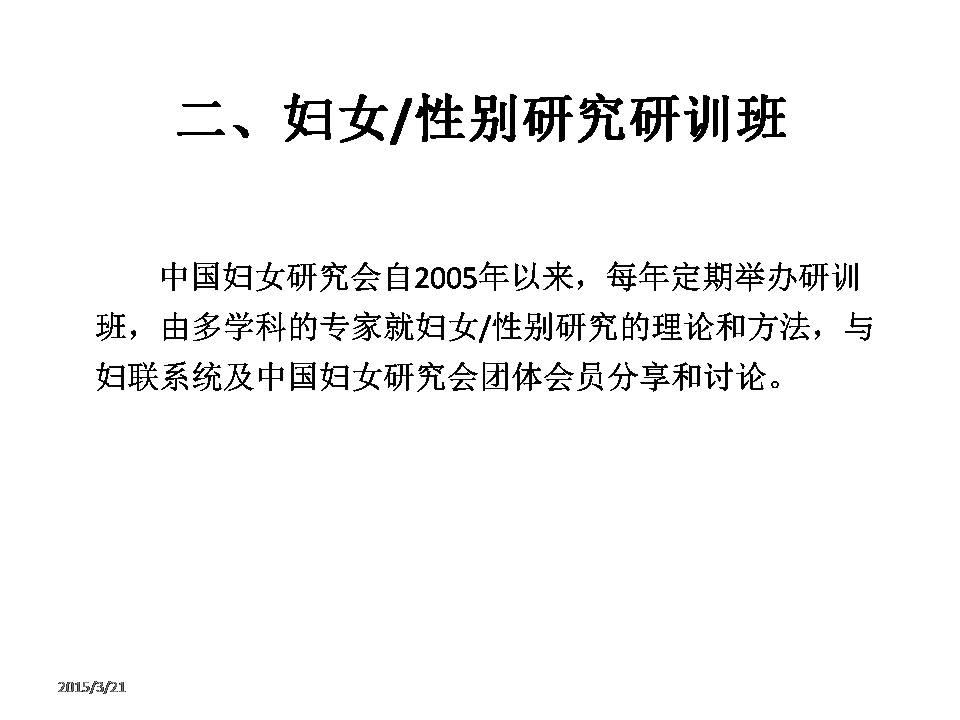 二、妇女/性别研究研训班
中国妇女研究会自2005年以来，每年定期举办研训
班，由多学科的专家就妇女/性别研究的理论和方法，与
妇联系统及中国妇女研究会团体会员分享和讨论。
2015/3/21